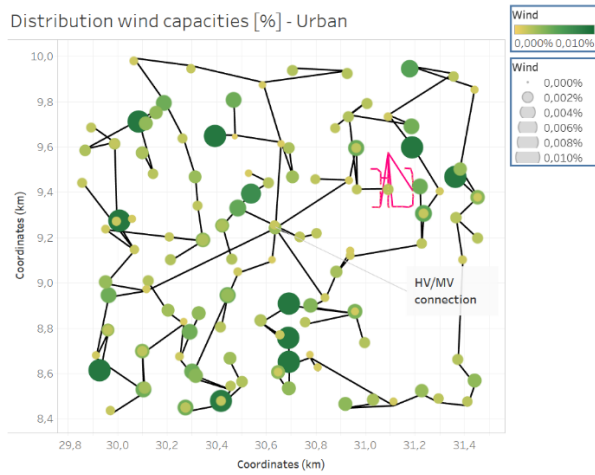 Distribution wind capacities [%] - Urban
Wind
0,000% 0,010%
Wind
0,000%
0,002%
0,004%
0,006%
0,008%
0,010%
10,0
9,8
9,6
9,4
9,2
9,0
8,8
8,6
8,4
Coordinates (km)
HV/MV
connection
29,8 30,0 30,2 30,4 30,6 30,8 31,0 31,2 31,4
Coordinates (km)